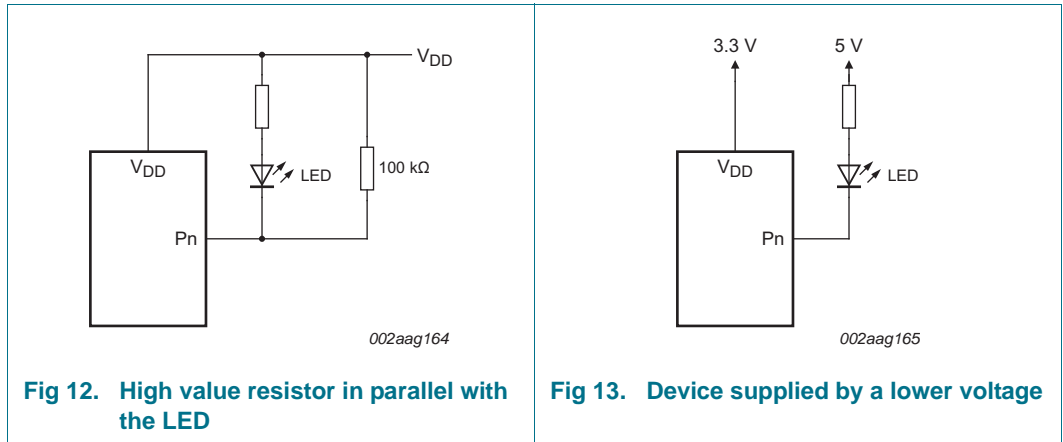 VDD
VDD
LED
100 kΩ
Pn
002aag164
Fig 12. High value resistor in parallel with
the LED
3.3 V
5 V
VDD
LED
Pn
002aag165
Fig 13. Device supplied by a lower voltage